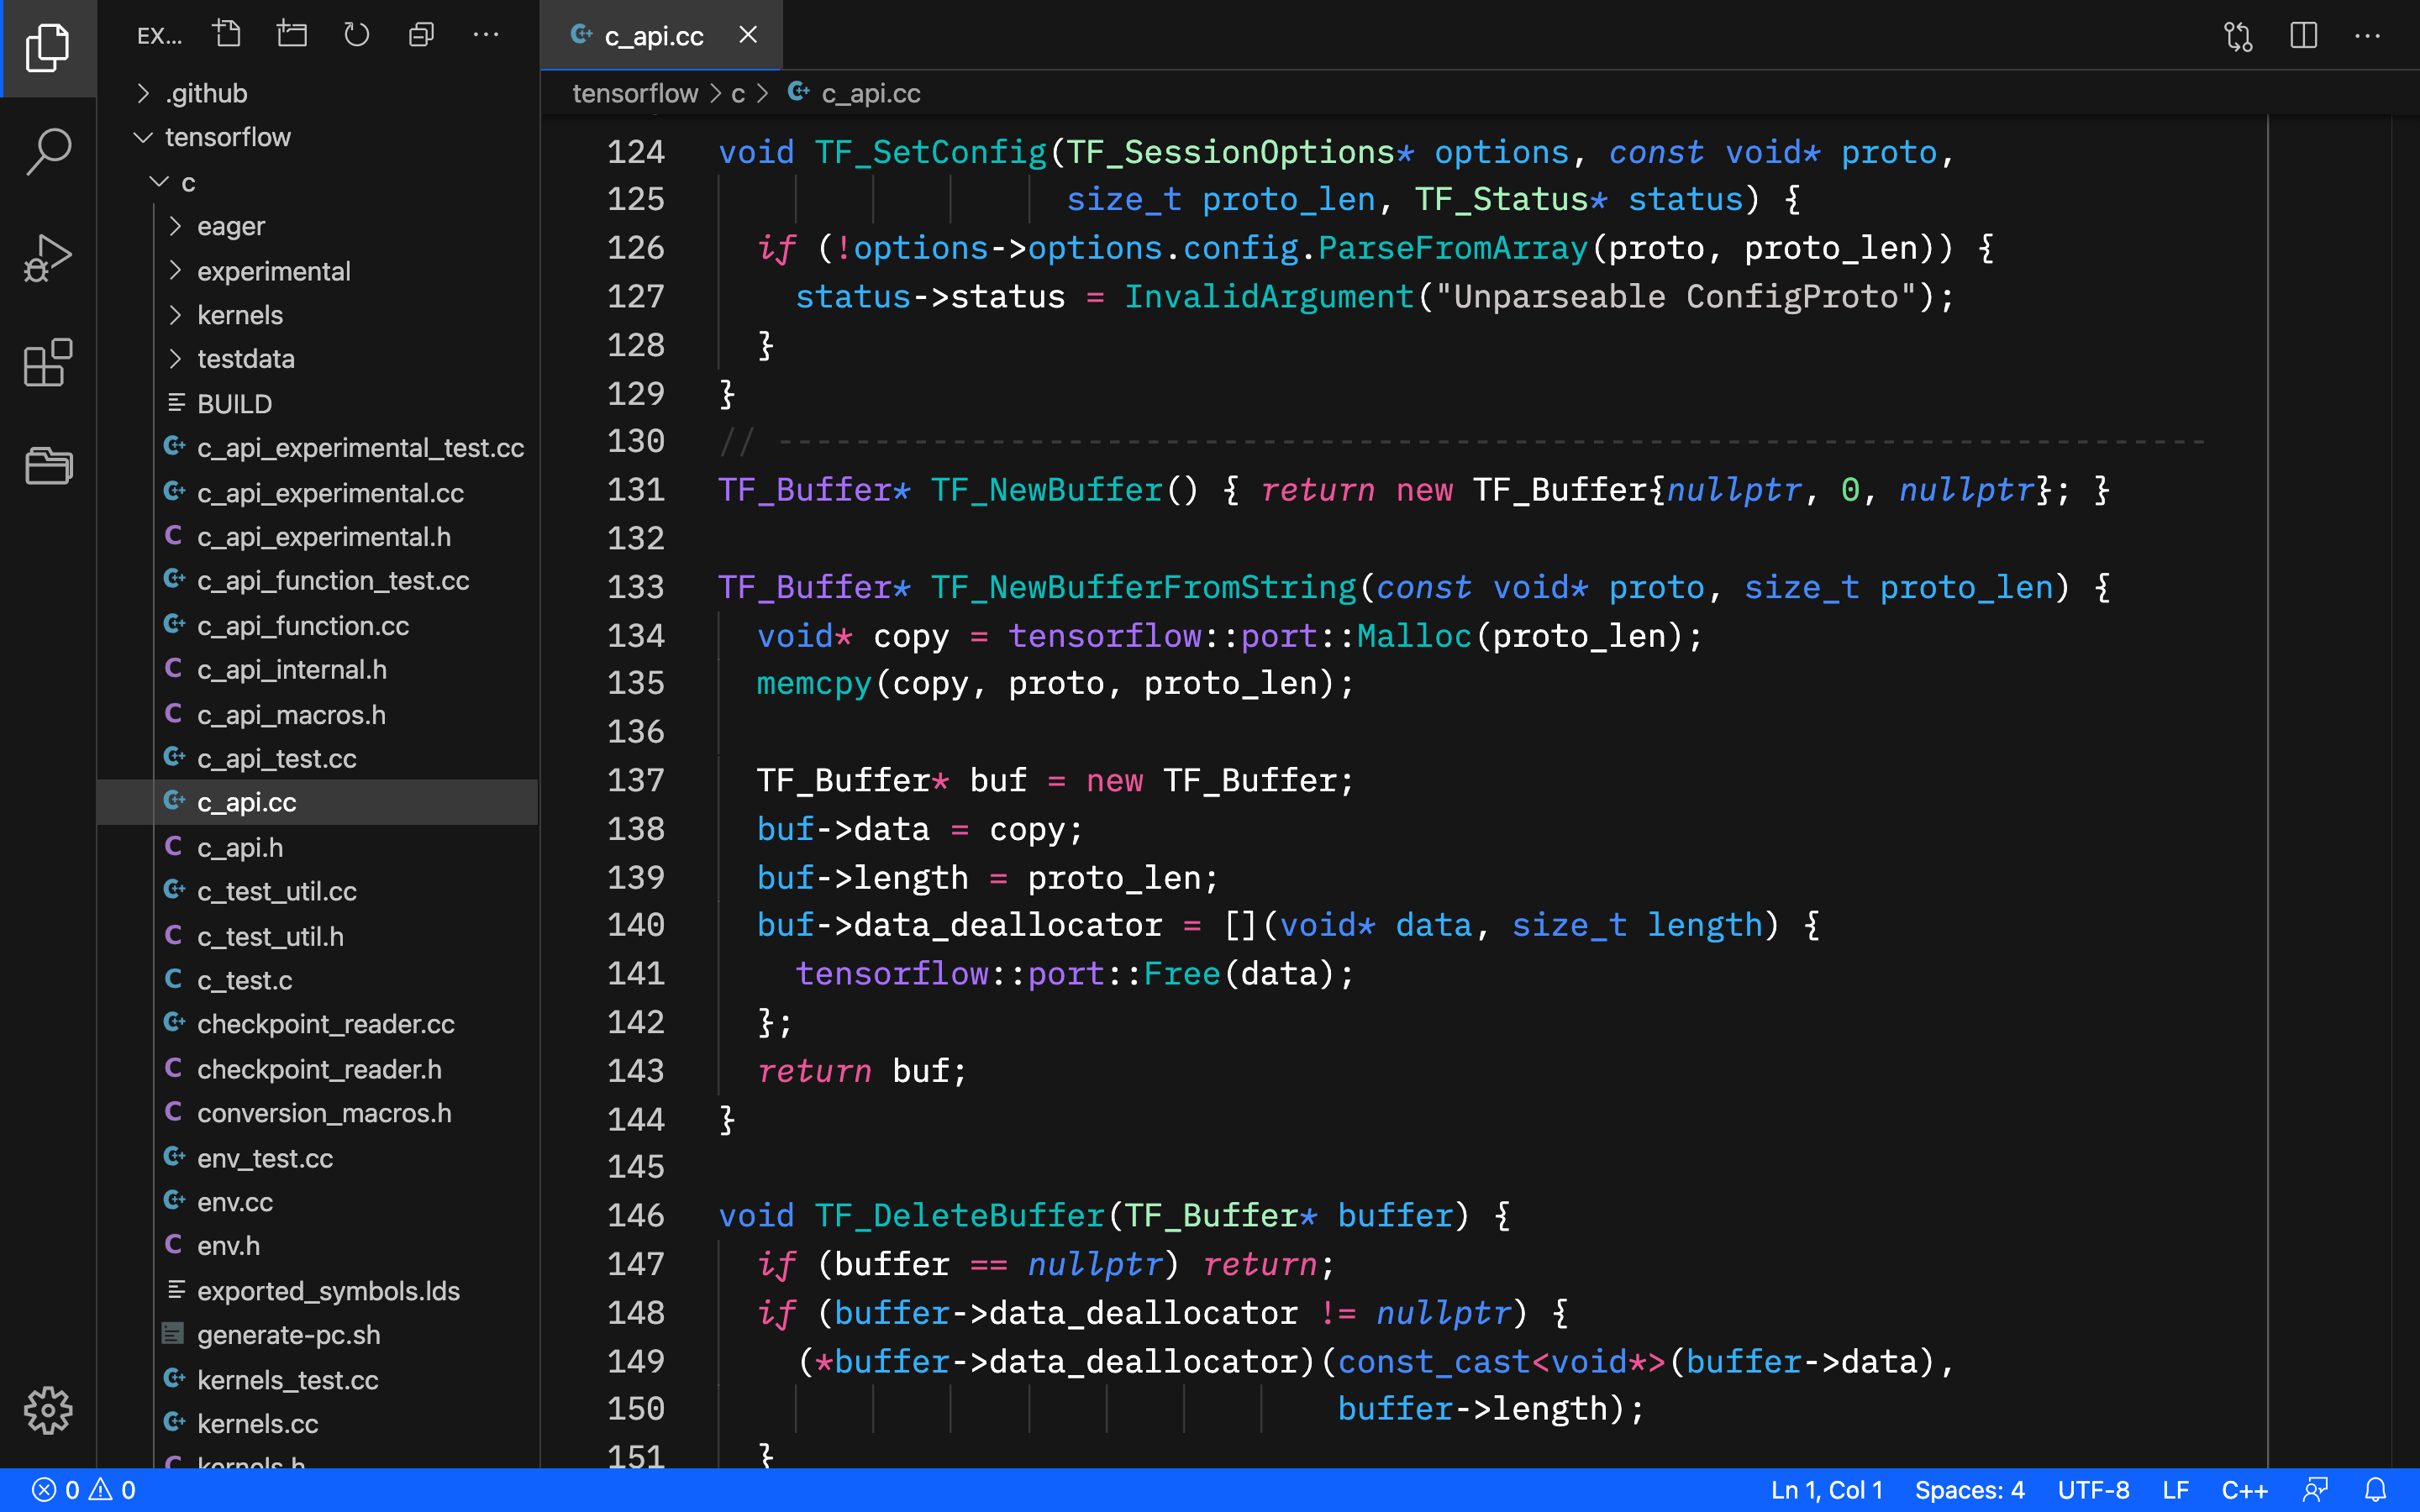 EX...
.github
tensorflow
c
eager
experimental
kernels
testdata
BUILD
c_api_experimental_test.cc
c_api_experimental.cc
c_api_experimental.h
c_api_function_test.cc
c_api_function.cc
c_api_internal.h
c_api_macros.h
c_api_test.cc
c_api.cc
c_api.h
c_test_util.cc
c_test_util.h
c_test.c
checkpoint_reader.cc
checkpoint_reader.h
conversion_macros.h
env_test.cc
env.cc
env.h
exported_symbols.lds
generate-pc.sh
kernels_test.cc
kernels.cc
kernels.h
c_api.cc
tensorflow > c > c_api.cc
124 void TF_SetConfig(TF_SessionOptions* options, const void* proto,
125                   size_t proto_len, TF_Status* status) {
126   if (!options->options.config.ParseFromArray(proto, proto_len)) {
127     status->status = InvalidArgument("Unparseable ConfigProto");
128   }
129 }
130 // --------------------------------------------------------------------------
131 TF_Buffer* TF_NewBuffer() { return new TF_Buffer{nullptr, 0, nullptr}; }
132
133 TF_Buffer* TF_NewBufferFromString(const void* proto, size_t proto_len) {
134   void* copy = tensorflow::port::Malloc(proto_len);
135   memcpy(copy, proto, proto_len);
136
137   TF_Buffer* buf = new TF_Buffer;
138   buf->data = copy;
139   buf->length = proto_len;
140   buf->data_deallocator = [](void* data, size_t length) {
141     tensorflow::port::Free(data);
142   };
143   return buf;
144 }
145
146 void TF_DeleteBuffer(TF_Buffer* buffer) {
147   if (buffer == nullptr) return;
148   if (buffer->data_deallocator != nullptr) {
149     (*buffer->data_deallocator)(const_cast<void*>(buffer->data),
150                                 buffer->length);
151   }
0 0
Ln 1, Col 1 Spaces: 4 UTF-8 LF C++